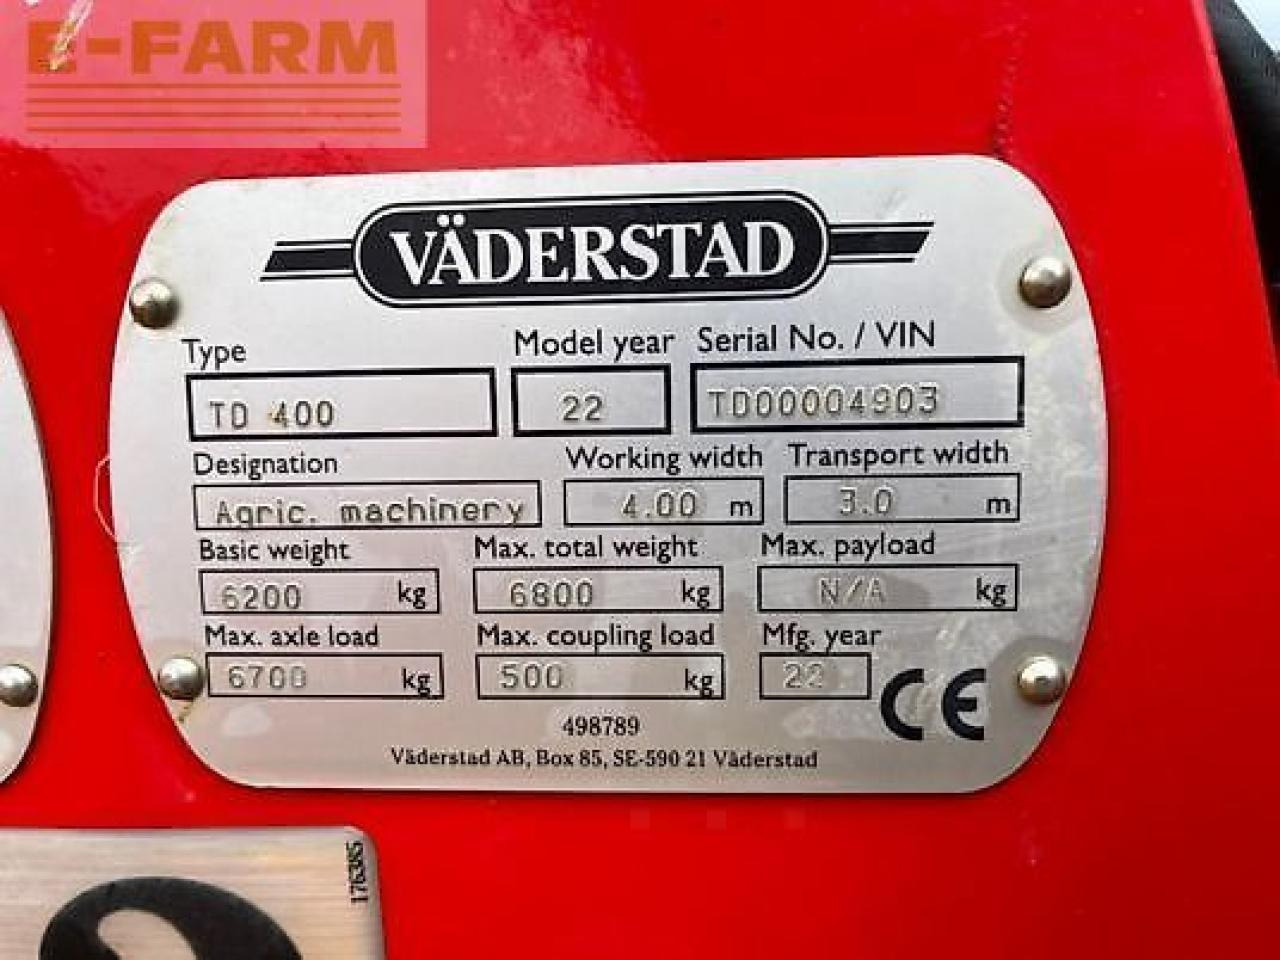 E-FARM
VÄDERSTAD
Type Model year Serial No. / VIN
TD 400 22 TD00004903
Designation Working width Transport width
Agric. machinery 4.00 m 3.0 m
Basic weight Max. total weight Max. payload
6200 kg 6800 kg N/A kg
Max. axle load Max. coupling load Mfg. year
6700 kg 500 kg 22 CE
498789
Väderstad AB, Box 85, SE-590 21 Väderstad
176385